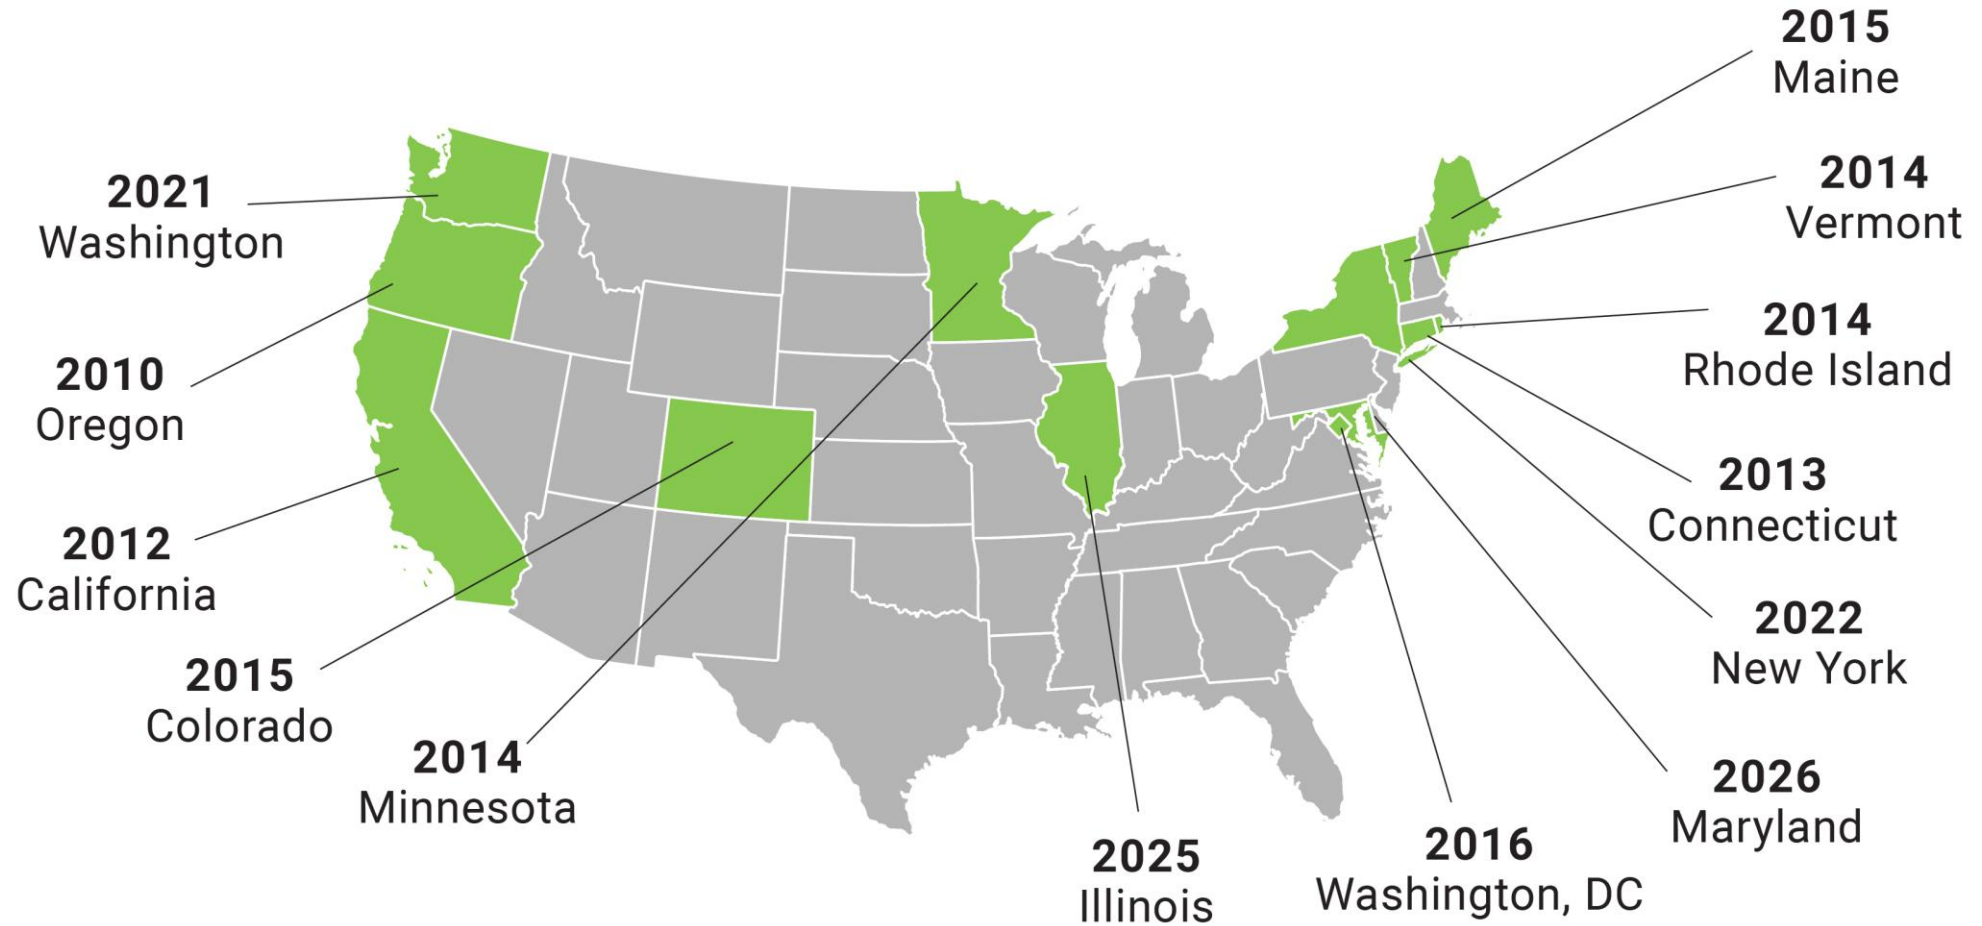 2015
Maine
2014
Vermont
2021
Washington
2014
Rhode Island
2010
Oregon
2013
Connecticut
2012
California
2022
New York
2015
Colorado
2014
Minnesota
2026
Maryland
2016
Washington, DC
2025
Illinois